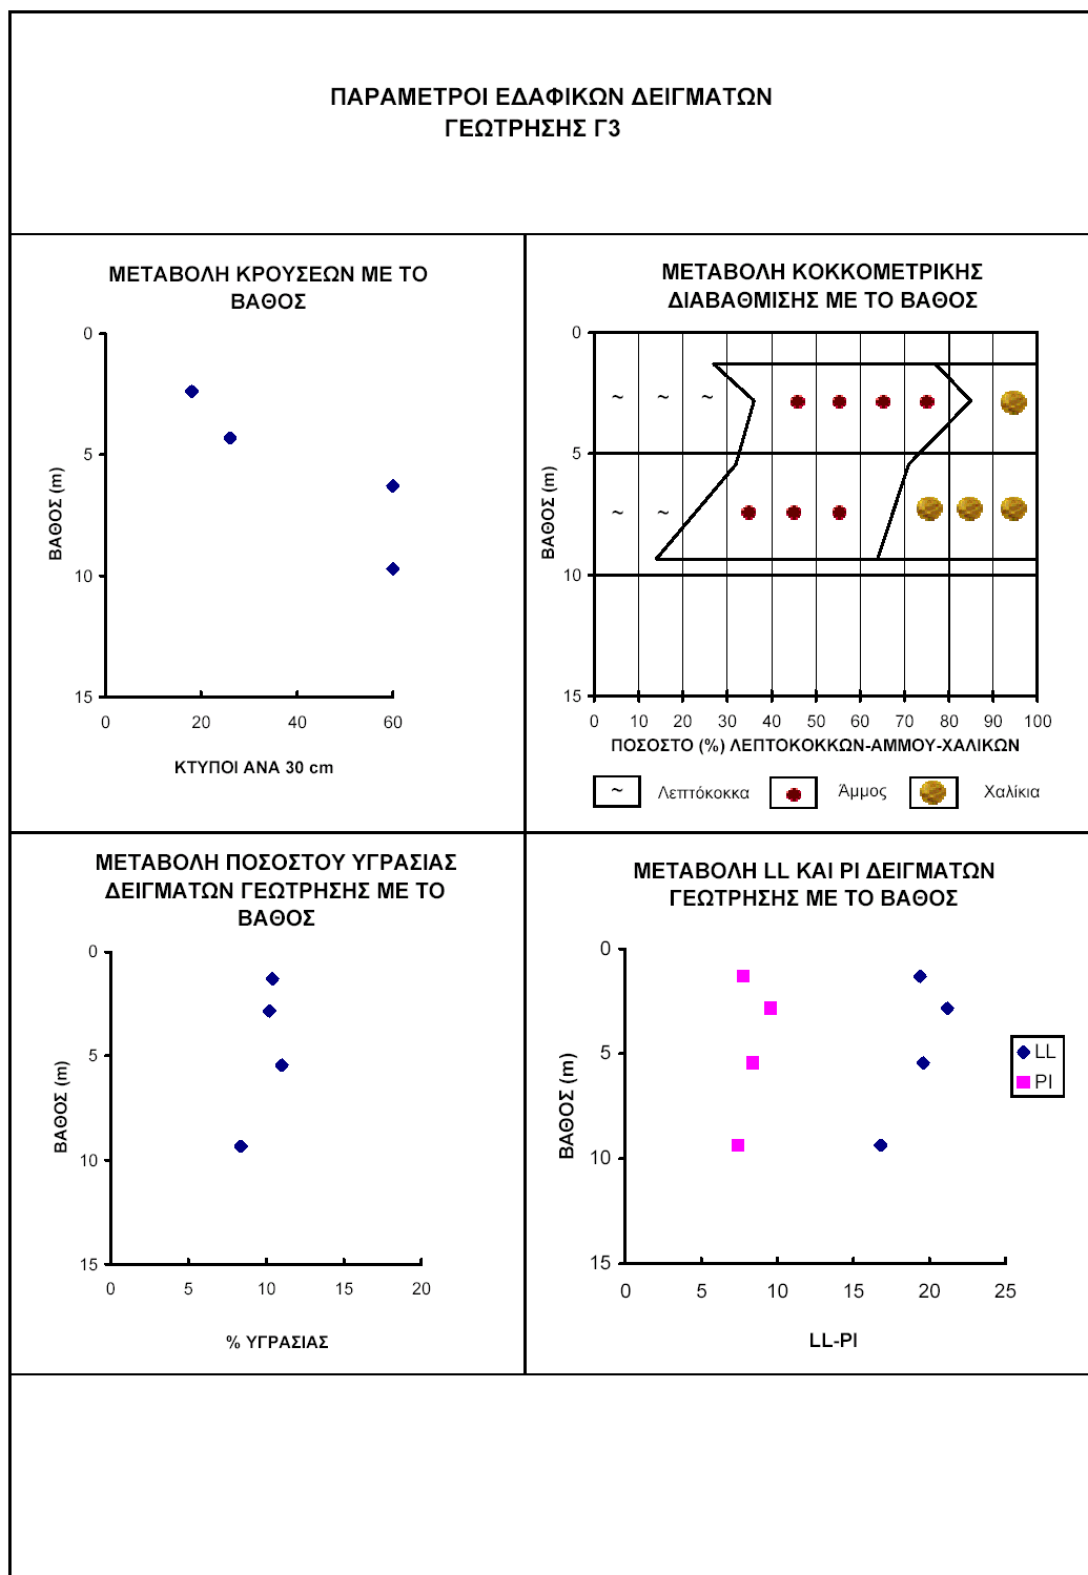 ΠΑΡΑΜΕΤΡΟΙ ΕΔΑΦΙΚΩΝ ΔΕΙΓΜΑΤΩΝ
ΓΕΩΤΡΗΣΗΣ Γ3
ΜΕΤΑΒΟΛΗ ΚΡΟΥΣΕΩΝ ΜΕ ΤΟ
ΒΑΘΟΣ
0
5
10
15
ΒΑΘΟΣ (m)
0 20 40 60
ΚΤΥΠΟΙ ΑΝΑ 30 cm
ΜΕΤΑΒΟΛΗ ΚΟΚΚΟΜΕΤΡΙΚΗΣ
ΔΙΑΒΑΘΜΙΣΗΣ ΜΕ ΤΟ ΒΑΘΟΣ
0
5
10
15
ΒΑΘΟΣ (m)
~ ~ ~
~ ~
0 10 20 30 40 50 60 70 80 90 100
ΠΟΣΟΣΤΟ (%) ΛΕΠΤΟΚΟΚΚΩΝ-ΑΜΜΟΥ-ΧΑΛΙΚΩΝ
~ Λεπτόκοκκα Άμμος Χαλίκια
ΜΕΤΑΒΟΛΗ ΠΟΣΟΣΤΟΥ ΥΓΡΑΣΙΑΣ
ΔΕΙΓΜΑΤΩΝ ΓΕΩΤΡΗΣΗΣ ΜΕ ΤΟ
ΒΑΘΟΣ
0
5
10
15
ΒΑΘΟΣ (m)
0 5 10 15 20
% ΥΓΡΑΣΙΑΣ
ΜΕΤΑΒΟΛΗ LL ΚΑΙ PI ΔΕΙΓΜΑΤΩΝ
ΓΕΩΤΡΗΣΗΣ ΜΕ ΤΟ ΒΑΘΟΣ
0
5
10
15
ΒΑΘΟΣ (m)
0 5 10 15 20 25
LL-PI
LL
PI